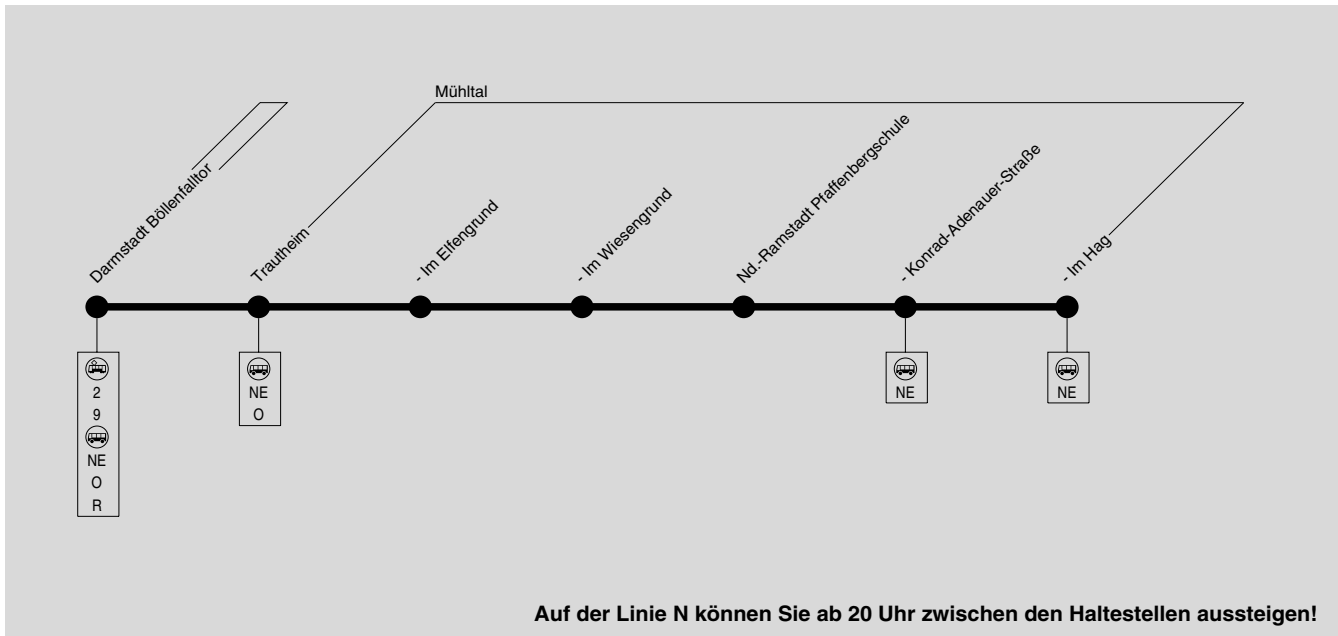 Mühltal
Darmstadt Böllenfalltor
Trautheim
- Im Elfengrund
- Im Wiesengrund
Nd.-Ramstadt Pfaffenbergschule
- Konrad-Adenauer-Straße
- Im Hag
2
9
NE
O
R
NE
O
NE
NE
Auf der Linie N können Sie ab 20 Uhr zwischen den Haltestellen aussteigen!